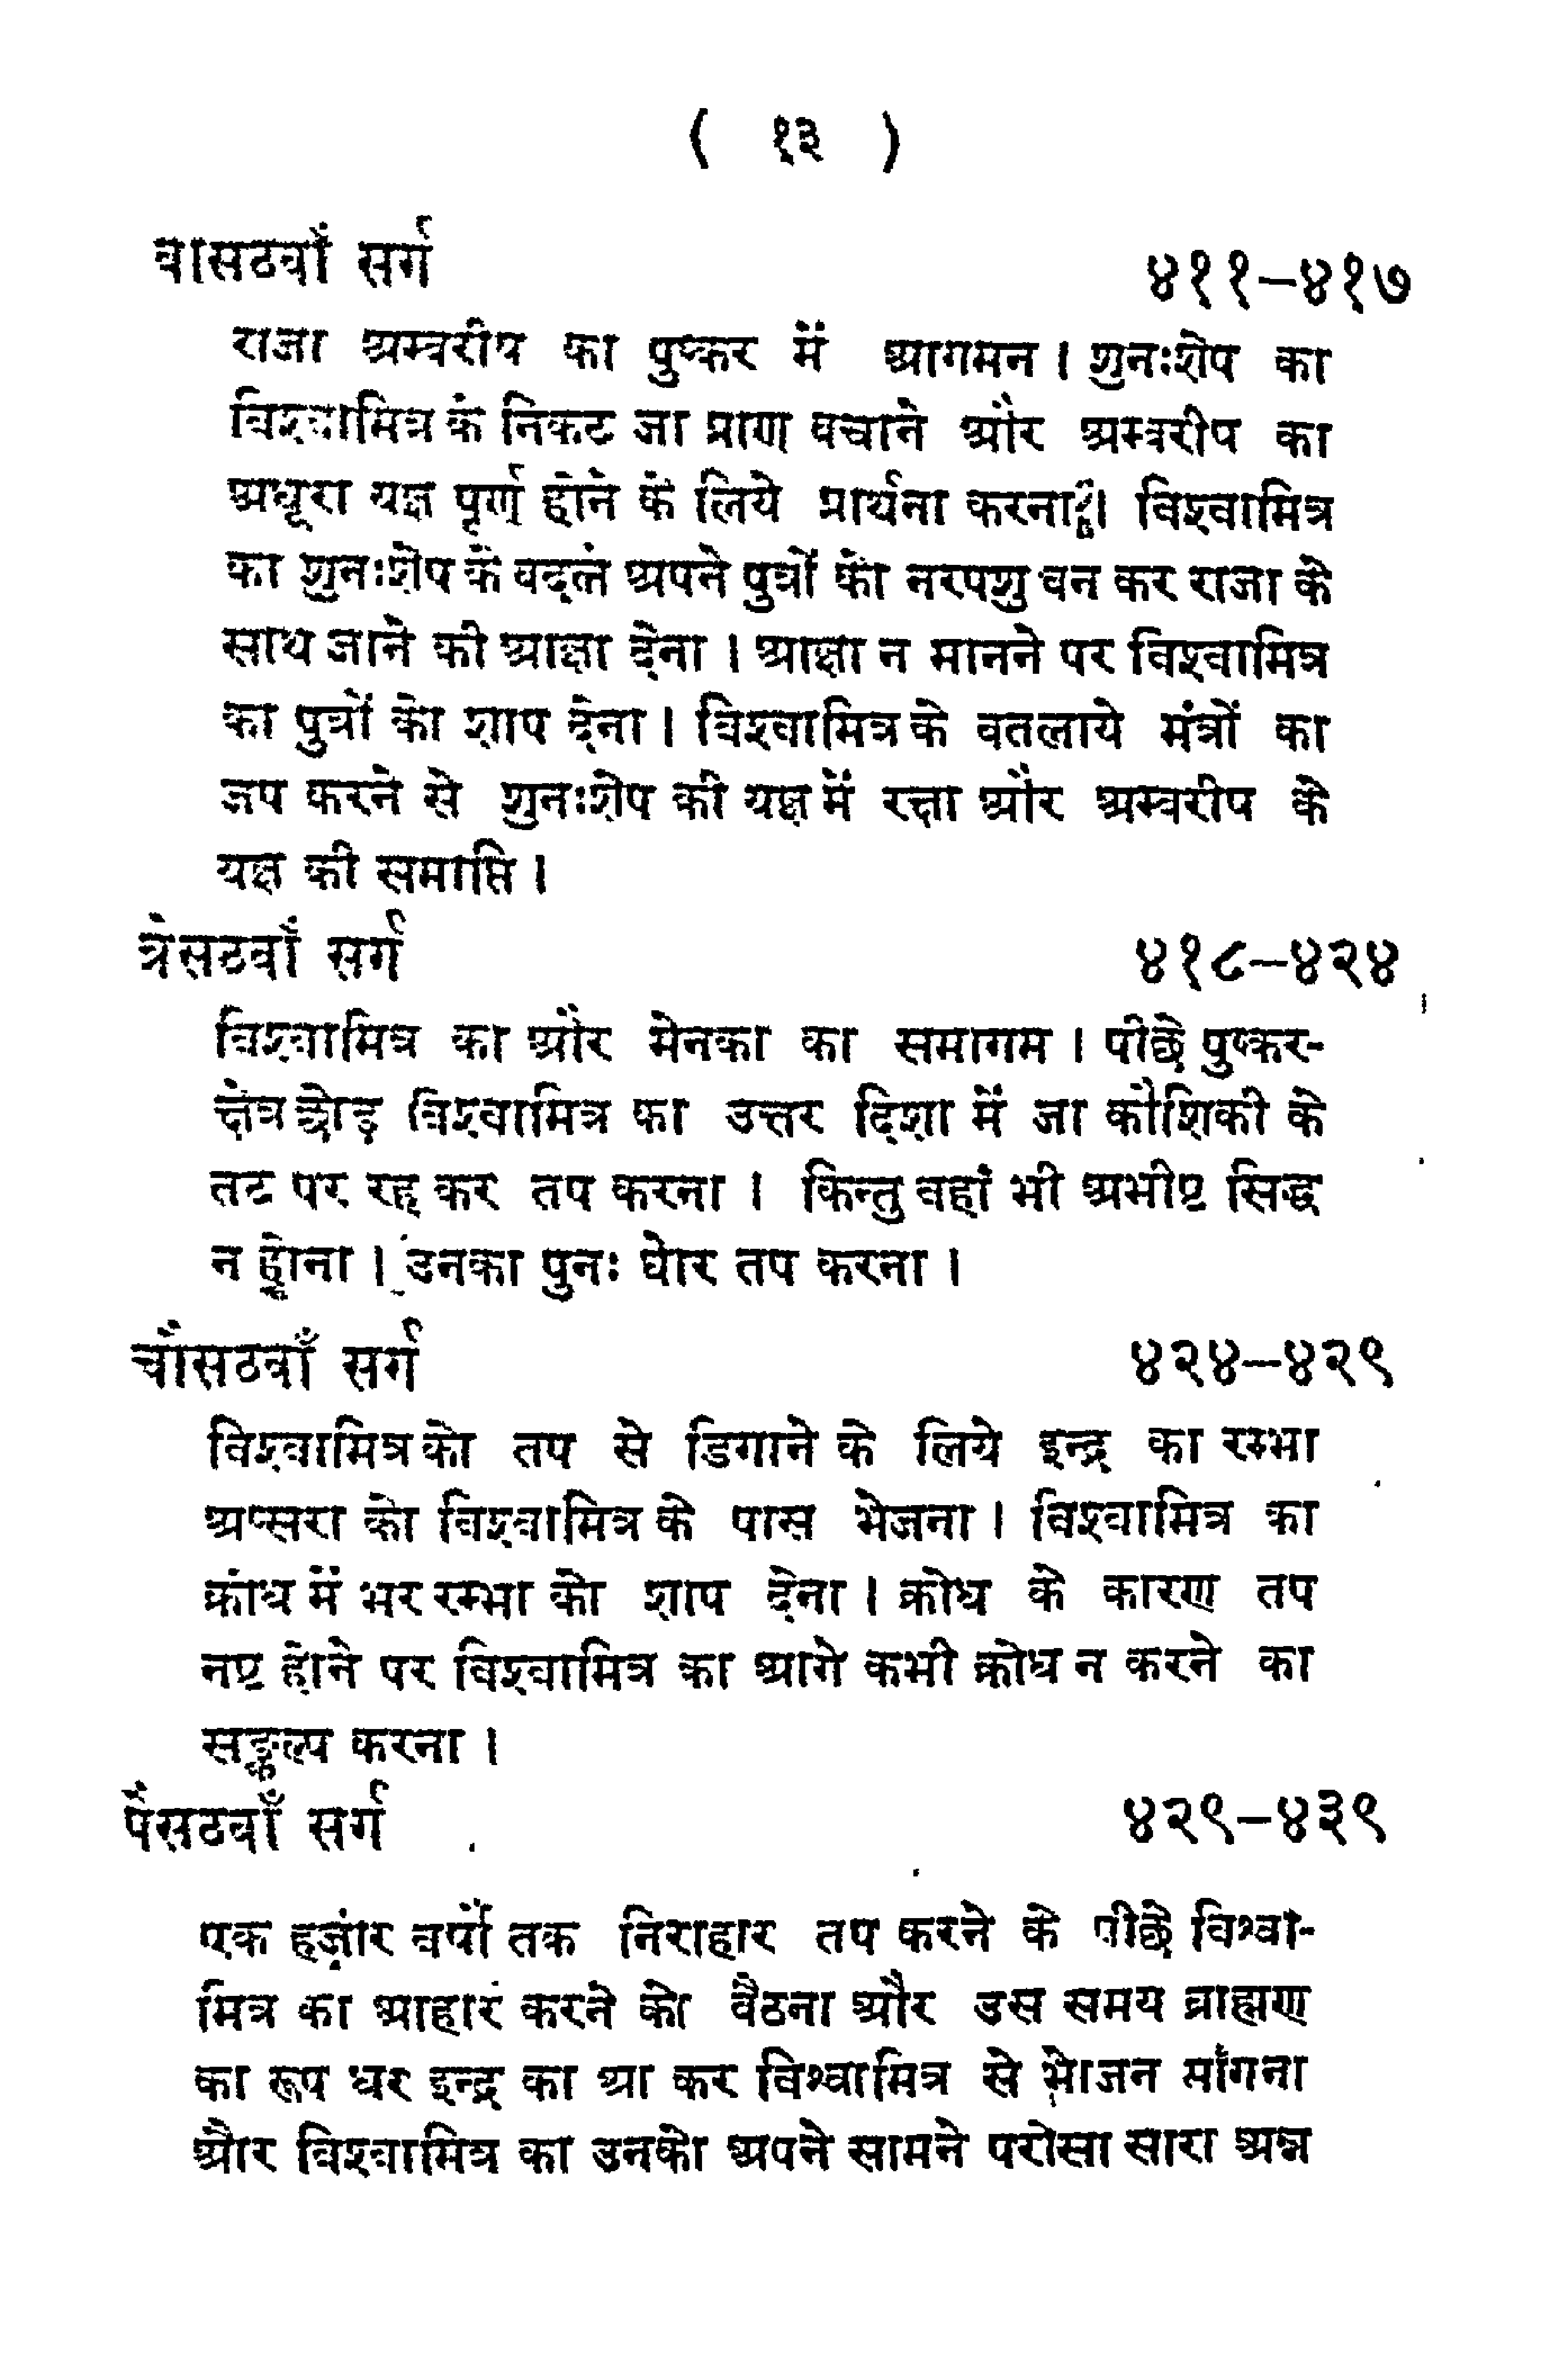 ( १३ )
बासठवाँ सर्ग ४११–४१७
राजा अम्बरीष का पुष्कर में आगमन । शुनःशेप का
विश्वामित्र के निकट जा प्राण बचाने और अम्बरीष का
अधूरा यज्ञ पूर्ण होने के लिये प्रार्थना करना । विश्वामित्र
का शुनःशेप के बदले अपने पुत्रों को नरपशु बन कर राजा के
साथ जाने की आज्ञा देना । आज्ञा न मानने पर विश्वामित्र
का पुत्रों को शाप देना । विश्वामित्र के बतलाये मंत्रों का
जप करने से शुनःशेप की यज्ञ में रक्षा और अम्बरीष के
यज्ञ की समाप्ति ।
त्रेसठवाँ सर्ग ४१८–४२४
विश्वामित्र का और मेनका का समागम । पीछे पुष्कर-
क्षेत्र छोड़ विश्वामित्र का उत्तर दिशा में जा कौशिकी के
तट पर रह कर तप करना । किन्तु वहां भी अभीष्ट सिद्ध
न होना । उनका पुनः घोर तप करना ।
चौंसठवाँ सर्ग ४२४–४२९
विश्वामित्र को तप से डिगाने के लिये इन्द्र का रम्भा
अप्सरा को विश्वामित्र के पास भेजना । विश्वामित्र का
क्रोध में भर रम्भा को शाप देना । क्रोध के कारण तप
नष्ट होने पर विश्वामित्र का आगे कभी क्रोध न करने का
सङ्कल्प करना ।
पैंसठवाँ सर्ग ४२९–४३९
एक हज़ार वर्षों तक निराहार तप करने के पीछे विश्वा-
मित्र का आहार करने को बैठना और उस समय ब्राह्मण
का रूप धर इन्द्र का आ कर विश्वामित्र से भोजन मांगना
और विश्वामित्र का उनको अपने सामने परोसा सारा अन्न